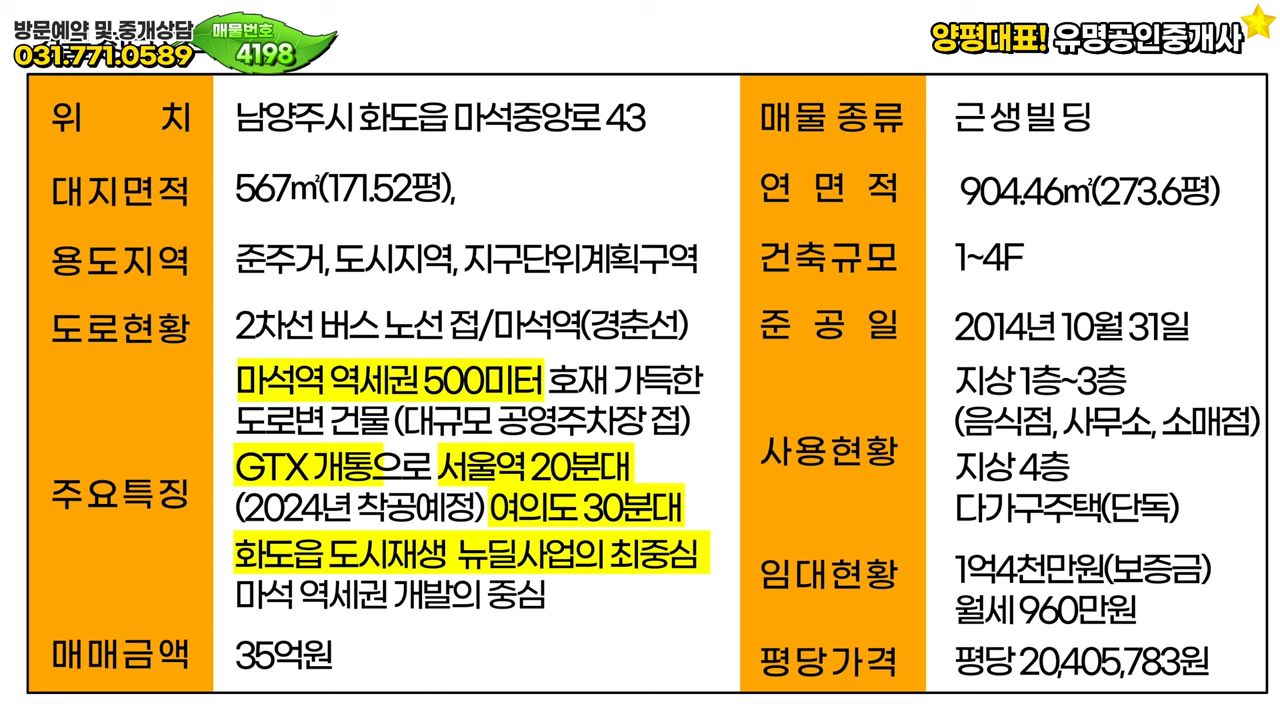 방문예약 및 중개상담
031.771.0589
매물번호
4198
양평대표! 유명공인중개사
위 치
남양주시 화도읍 마석중앙로 43
매물 종류
근생빌딩
대지면적
567㎡(171.52평),
연 면 적
904.46㎡(273.6평)
용도지역
준주거, 도시지역, 지구단위계획구역
건축규모
1~4F
도로현황
2차선 버스 노선 접/마석역(경춘선)
준 공 일
2014년 10월 31일
주요특징
마석역 역세권 500미터 호재 가득한
도로변 건물 (대규모 공영주차장 접)
GTX 개통으로 서울역 20분대
(2024년 착공예정) 여의도 30분대
화도읍 도시재생 뉴딜사업의 최중심
마석 역세권 개발의 중심
사용현황
지상 1층~3층
(음식점, 사무소, 소매점)
지상 4층
다가구주택(단독)
임대현황
1억4천만원(보증금)
월세 960만원
매매금액
35억원
평당가격
평당 20,405,783원